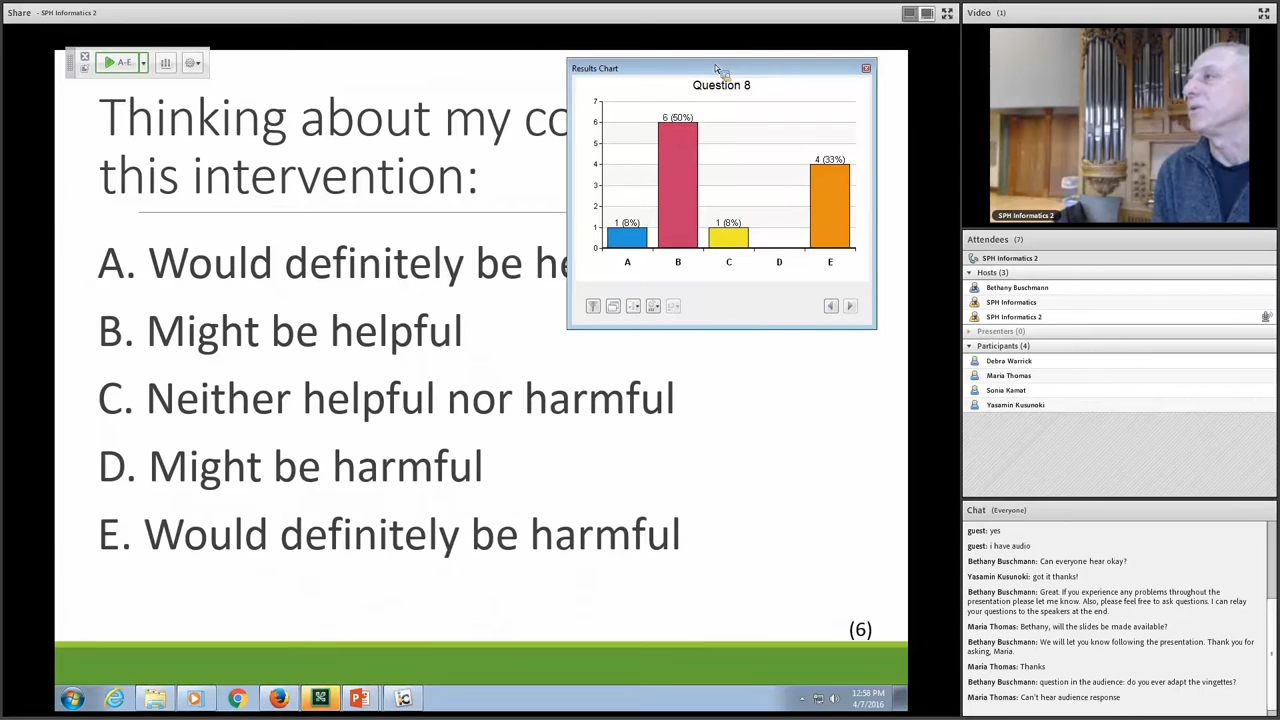 Share - SPH Informatics 2
A-E
Thinking about my co
this intervention:
A. Would definitely be he
B. Might be helpful
C. Neither helpful nor harmful
D. Might be harmful
E. Would definitely be harmful
(6)
Results Chart
Question 8
7
6
5
4
3
2
1
0
1 (8%)
6 (50%)
1 (8%)
4 (33%)
A B C D E
12:58 PM
4/7/2016
Video (1)
SPH Informatics 2
Attendees (7)
SPH Informatics 2
Hosts (3)
Bethany Buschmann
SPH Informatics
SPH Informatics 2
Presenters (0)
Participants (4)
Debra Warrick
Maria Thomas
Sonia Kamat
Yasamin Kusunoki
Chat (Everyone)
guest: yes
guest: i have audio
Bethany Buschmann: Can everyone hear okay?
Yasamin Kusunoki: got it thanks!
Bethany Buschmann: Great. If you experience any problems throughout the
presentation please let me know. Also, please feel free to ask questions. I can relay
your questions to the speakers at the end.
Maria Thomas: Bethany, will the slides be made available?
Bethany Buschmann: We will let you know following the presentation. Thank you for
asking, Maria.
Maria Thomas: Thanks
Bethany Buschmann: question in the audience: do you ever adapt the vingettes?
Maria Thomas: Can't hear audience response